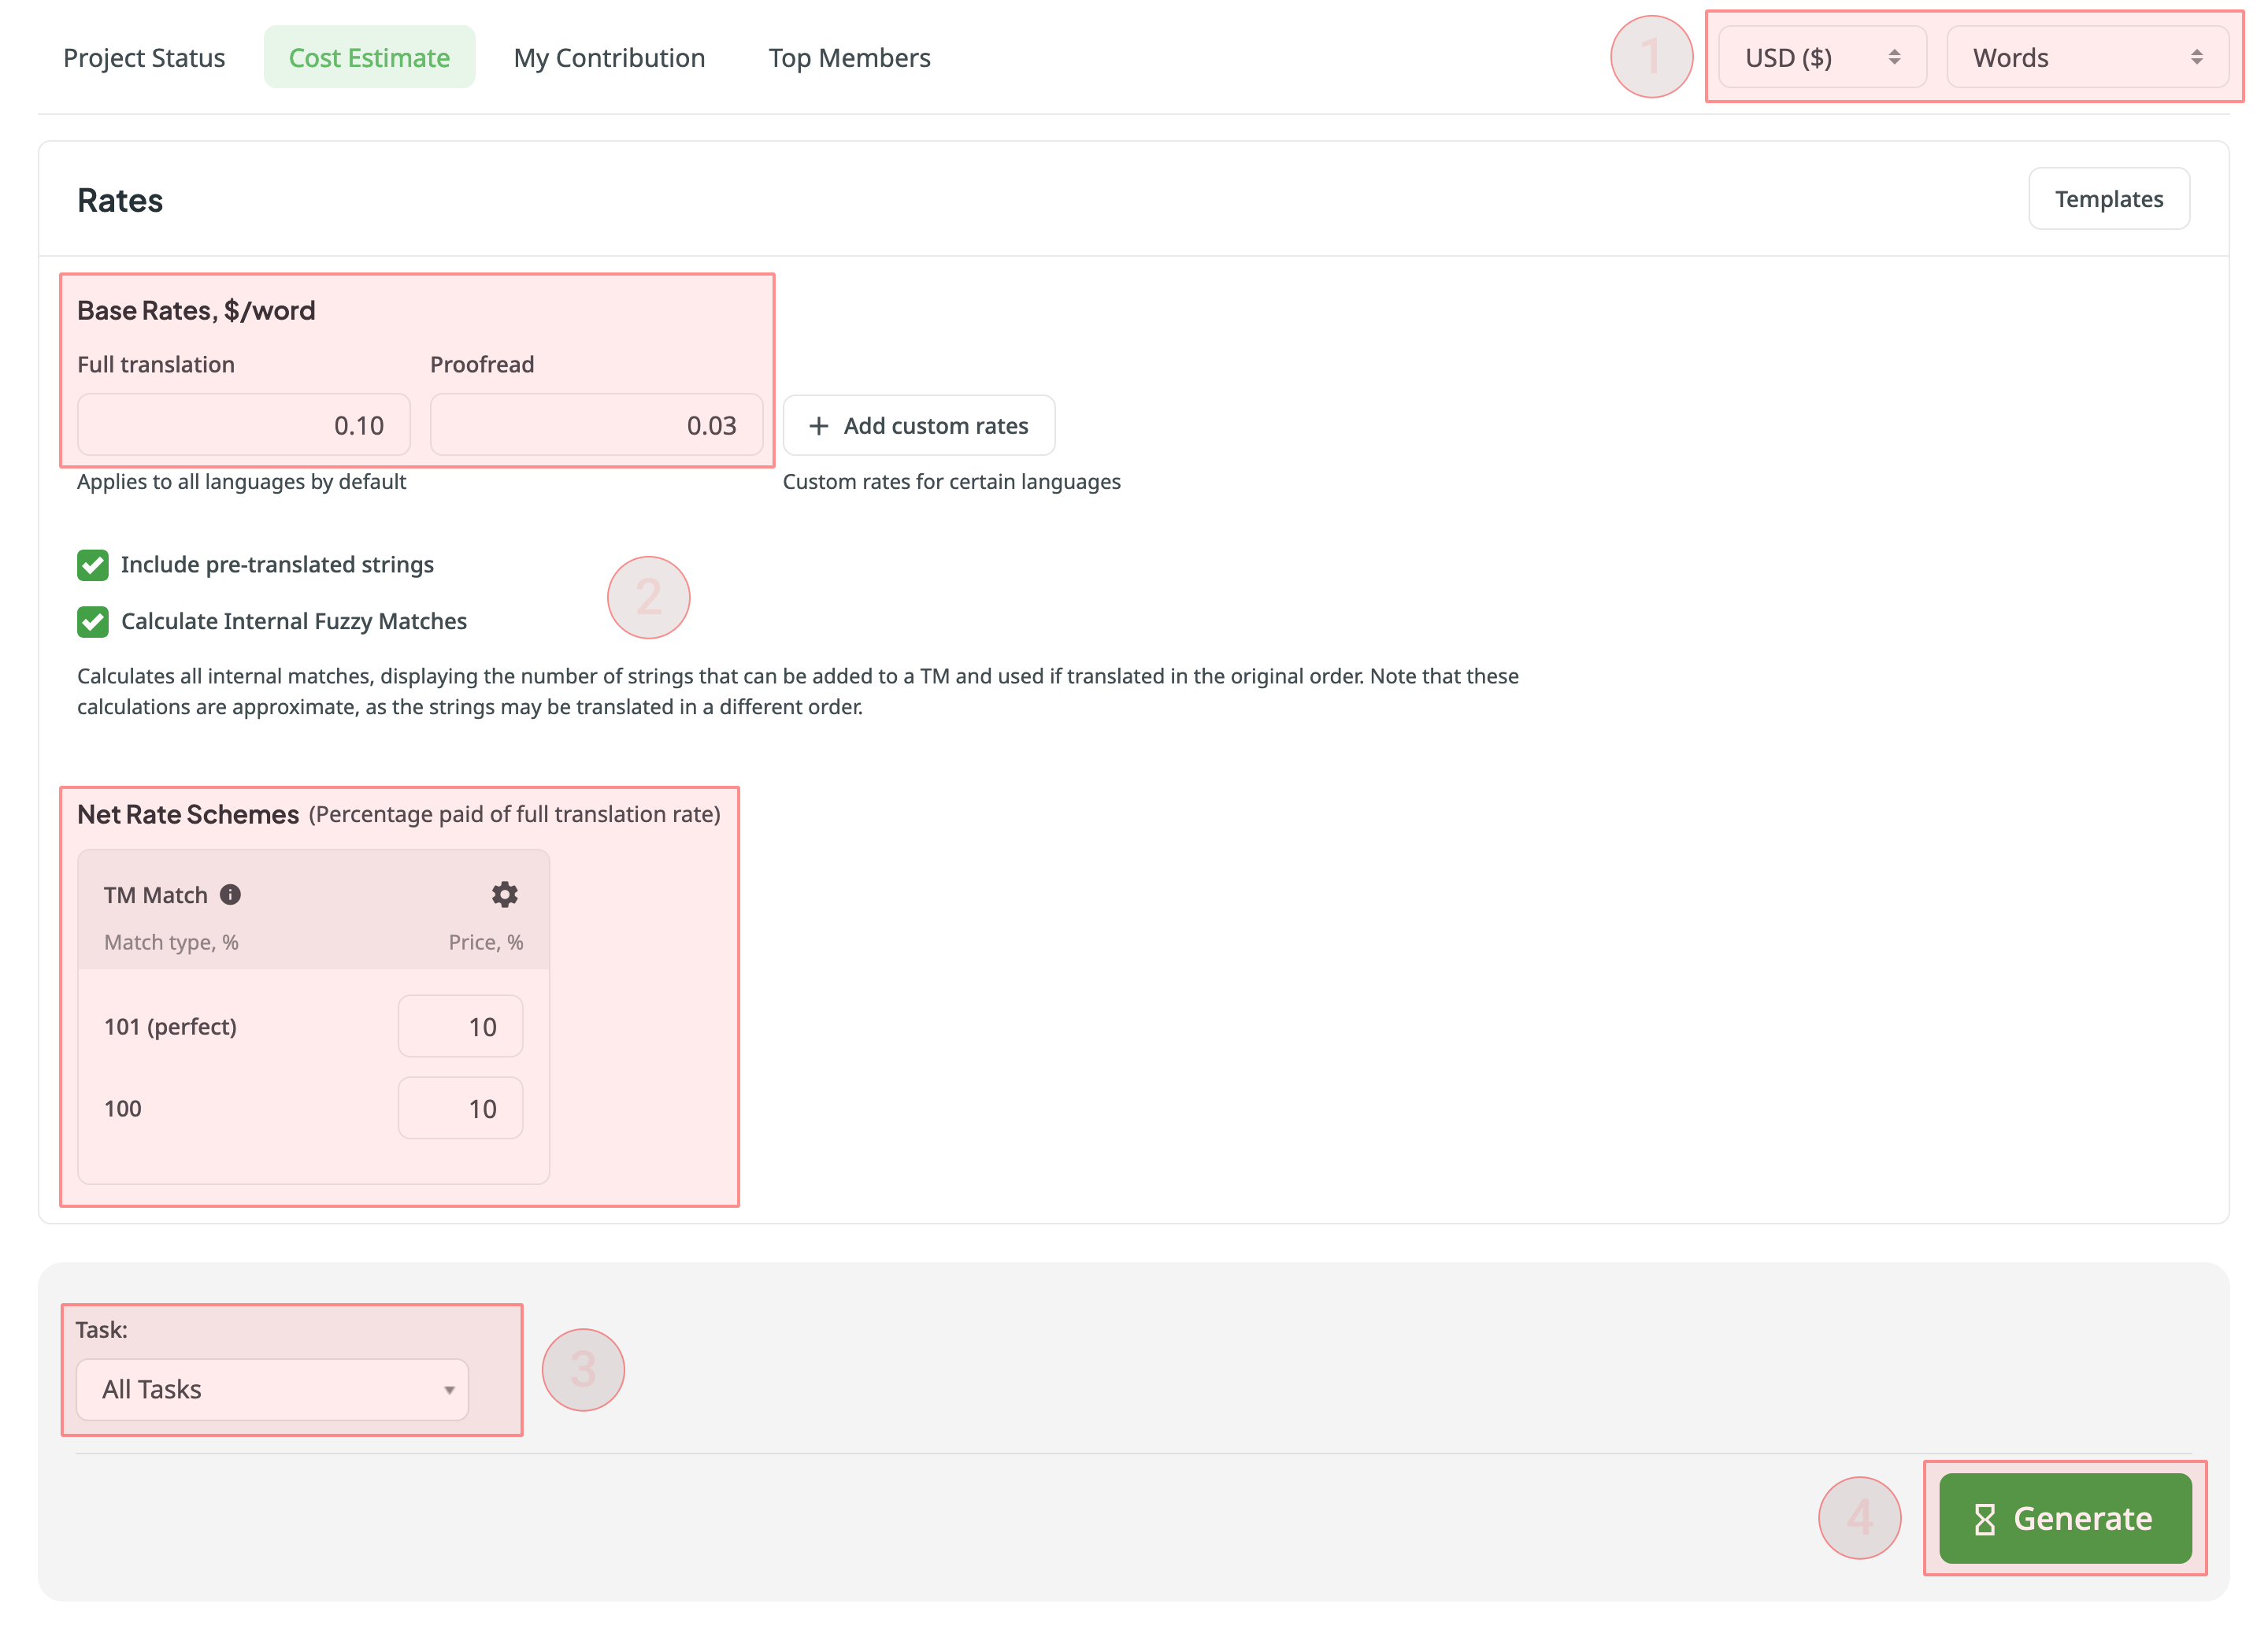 Project Status
Cost Estimate
My Contribution
Top Members
1
USD ($)
Words
Rates
Templates
Base Rates, $/word
Full translation
Proofread
0.10
0.03
Add custom rates
Applies to all languages by default
Custom rates for certain languages
Include pre-translated strings
2
Calculate Internal Fuzzy Matches
Calculates all internal matches, displaying the number of strings that can be added to a TM and used if translated in the original order. Note that these
calculations are approximate, as the strings may be translated in a different order.
Net Rate Schemes (Percentage paid of full translation rate)
TM Match
Match type, %
Price, %
101 (perfect)
10
100
10
Task:
All Tasks
3
4
Generate